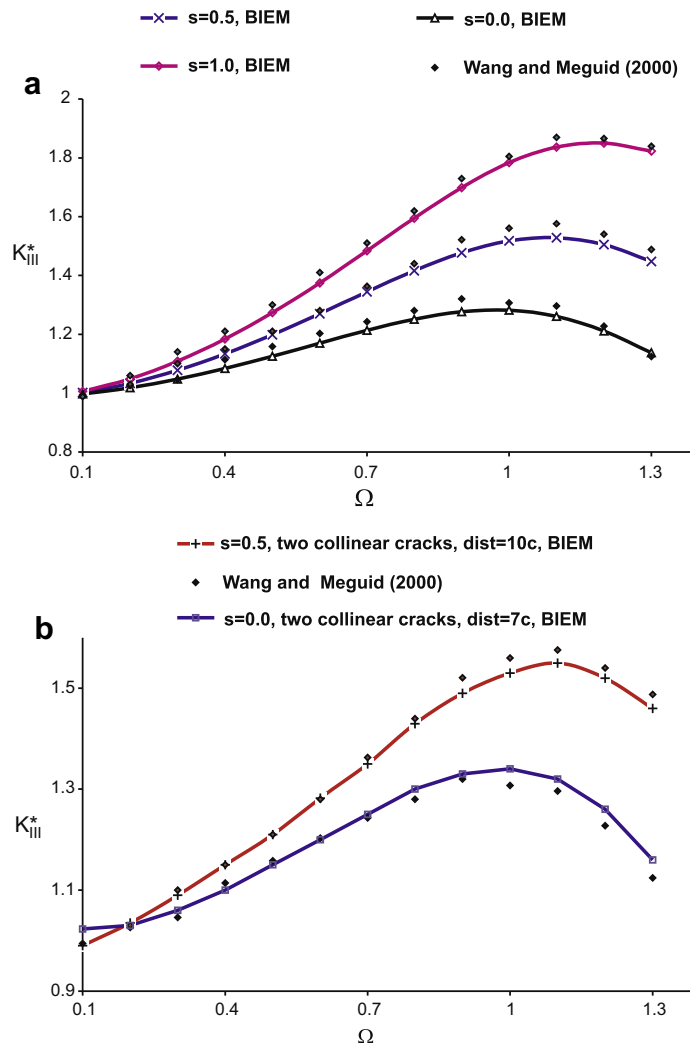 s=0.5, BIEM
s=0.0, BIEM
s=1.0, BIEM
Wang and Meguid (2000)
a
2
1.8
1.6
K*III
1.4
1.2
1
0.8
0.1
0.4
0.7
1
1.3
Ω
s=0.5, two collinear cracks, dist=10c, BIEM
Wang and Meguid (2000)
s=0.0, two collinear cracks, dist=7c, BIEM
b
1.5
1.3
K*III
1.1
0.9
0.1
0.4
0.7
1
1.3
Ω